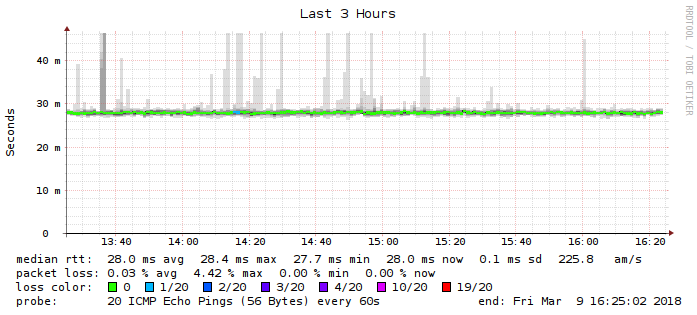 Last 3 Hours
RRDTOOL / TOBI OETIKER
Seconds
40 m
30 m
20 m
10 m
0
13:40 14:00 14:20 14:40 15:00 15:20 15:40 16:00 16:20
median rtt: 28.0 ms avg 28.4 ms max 27.7 ms min 28.0 ms now 0.1 ms sd 225.8 am/s
packet loss: 0.03 % avg 4.42 % max 0.00 % min 0.00 % now
loss color: 0 1/20 2/20 3/20 4/20 10/20 19/20
probe: 20 ICMP Echo Pings (56 Bytes) every 60s end: Fri Mar 9 16:25:02 2018